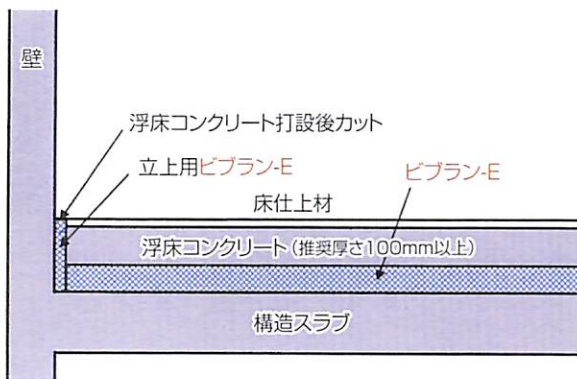 壁
浮床コンクリート打設後カット
立上用ビブラン-E
ビブラン-E
床仕上材
浮床コンクリート(推奨厚さ100mm以上)
構造スラブ